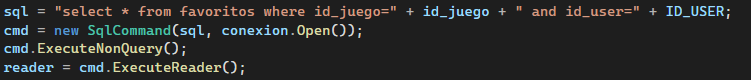 sql = "select * from favoritos where id_juego=" + id_juego + " and id_user=" + ID_USER;
cmd = new SqlCommand(sql, conexion.Open());
cmd.ExecuteNonQuery();
reader = cmd.ExecuteReader();